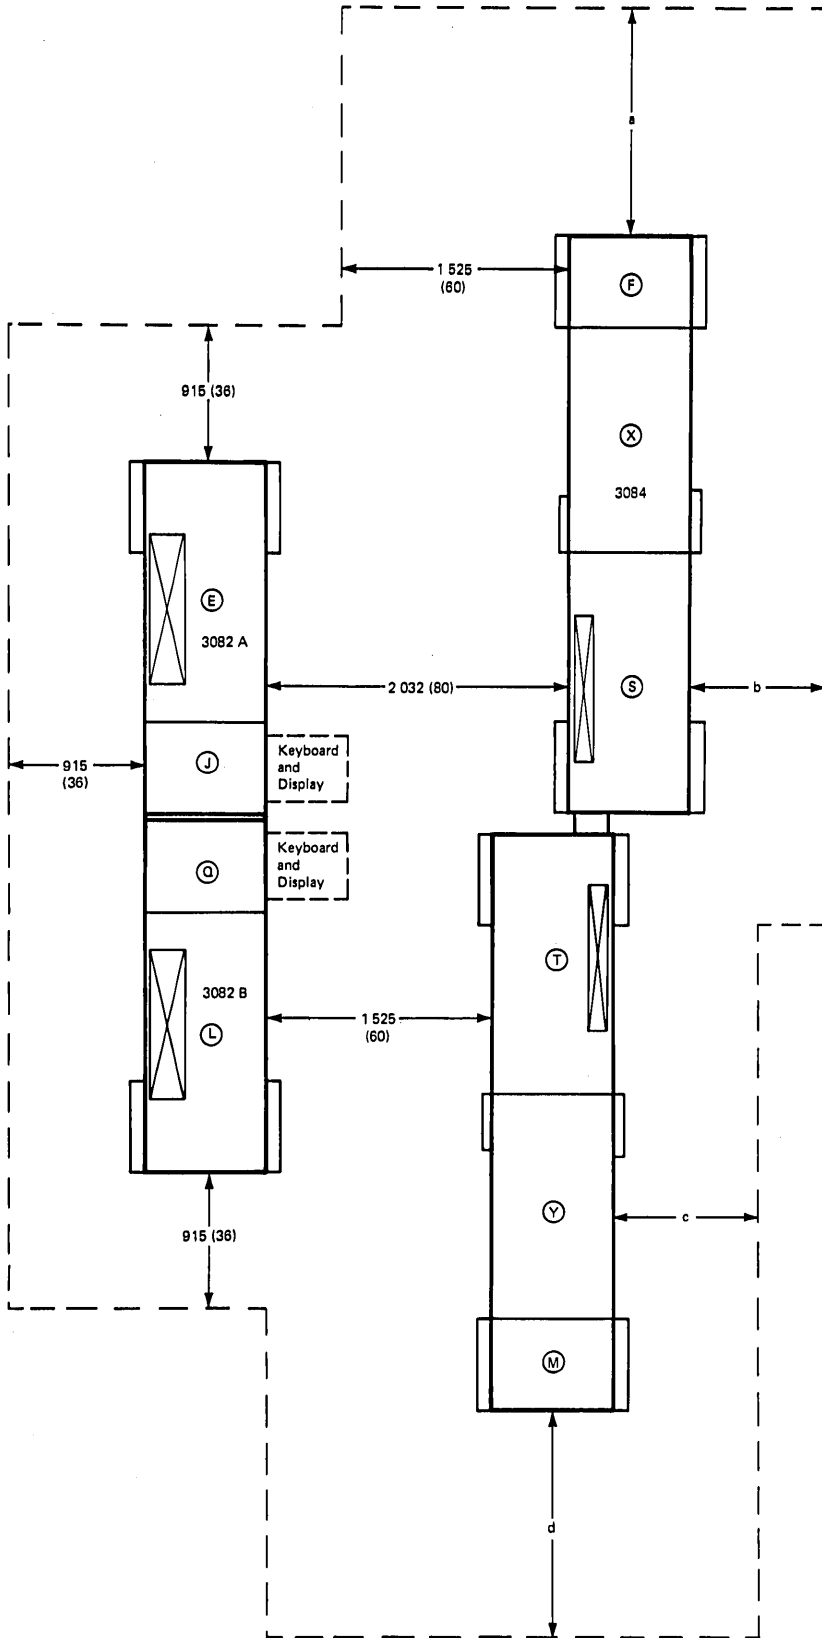 a
1 525
(60)
F
915 (36)
X
3084
E
3082 A
2 032 (80)
S
b
915
(36)
J
Keyboard
and
Display
Q
Keyboard
and
Display
T
3082 B
L
1 525
(60)
915 (36)
Y
c
M
d